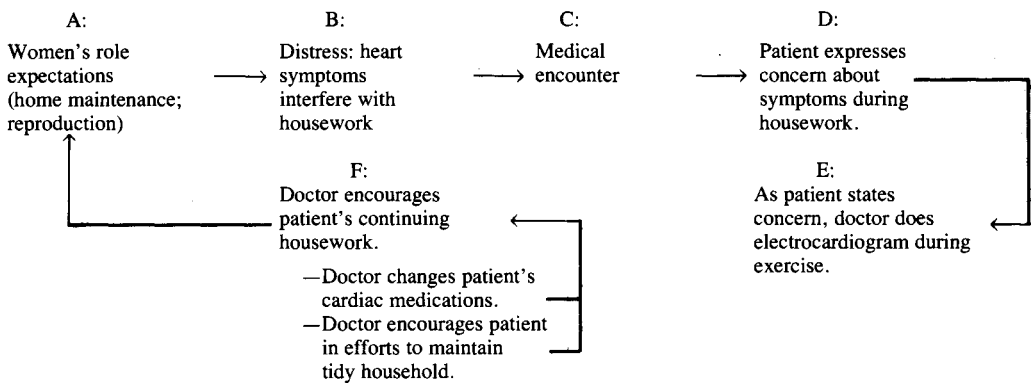 A:
Women's role
expectations
(home maintenance;
reproduction)
B:
Distress: heart
symptoms
interfere with
housework
C:
Medical
encounter
D:
Patient expresses
concern about
symptoms during
housework.
E:
As patient states
concern, doctor does
electrocardiogram during
exercise.
F:
Doctor encourages
patient's continuing
housework.
—Doctor changes patient's
cardiac medications.
—Doctor encourages patient
in efforts to maintain
tidy household.